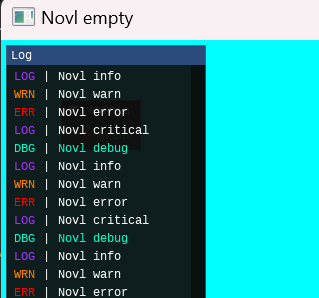 Novl empty
Log
LOG | Novl info
WRN | Novl warn
ERR | Novl error
LOG | Novl critical
DBG | Novl debug
LOG | Novl info
WRN | Novl warn
ERR | Novl error
LOG | Novl critical
DBG | Novl debug
LOG | Novl info
WRN | Novl warn
ERR | Novl error